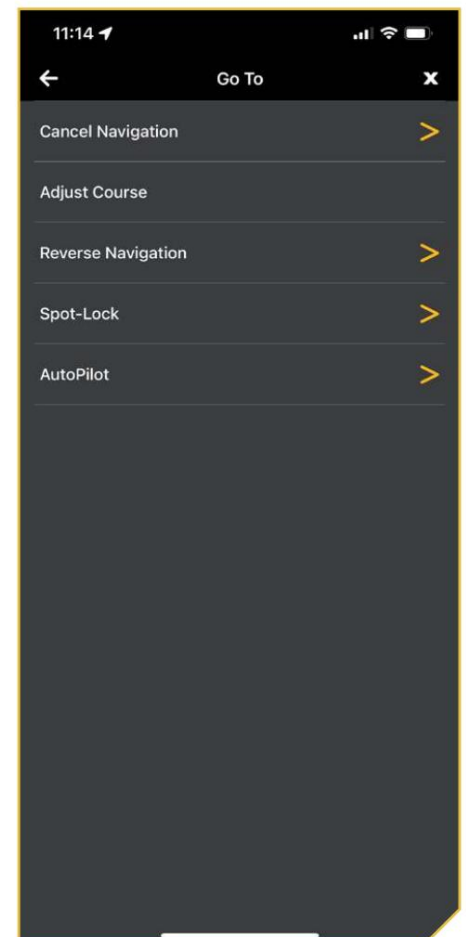 11:14
Go To
X
Cancel Navigation
>
Adjust Course
Reverse Navigation
>
Spot-Lock
>
AutoPilot
>